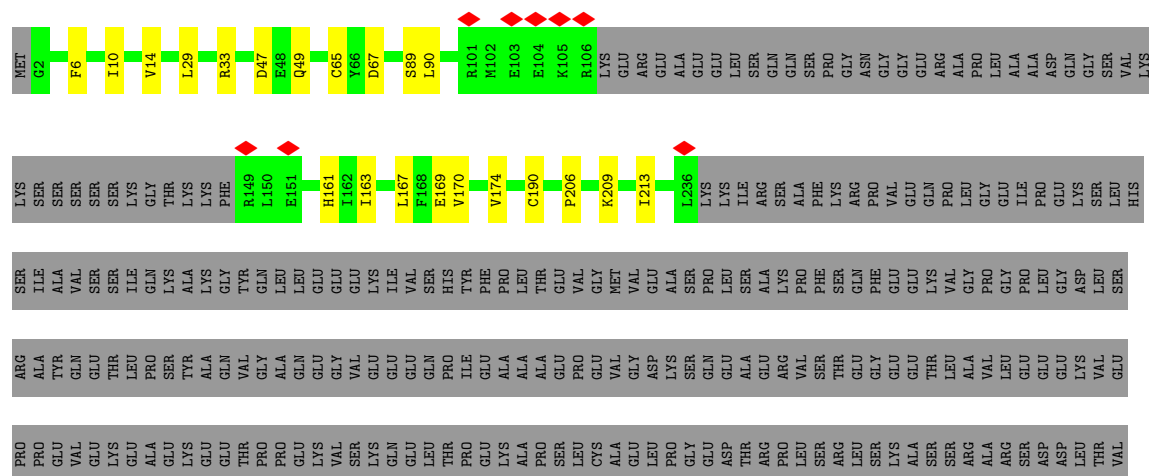 MET G2 F6 I10 V14 L29 R33 D47 E48 Q49 C65 Y66 D67 S89 L90 R101 M102 E103 E104 K105 R106 LYS GLU ARG GLU ALA GLU GLU LEU SER GLN GLN SER PRO GLY ASN GLY GLY GLU ARG ALA PRO LEU ALA ALA ASP GLN GLY SER VAL LYS
LYS SER SER SER SER SER LYS GLY THR LYS LYS PHE R149 L150 E151 H161 I162 I163 L167 F168 E169 V170 V174 C190 P206 K209 I213 L236 LYS LYS ILE ARG SER ALA PHE LYS ARG PRO VAL GLU GLN PRO LEU GLY GLU ILE PRO GLU LYS SER LEU HIS
SER ILE ALA VAL SER SER ILE GLN LYS ALA LYS GLY TYR GLN LEU LEU GLU GLU GLU LYS ILE VAL SER HIS TYR PHE PRO LEU THR GLU VAL GLY MET VAL GLU ALA SER PRO LEU SER ALA LYS PRO PHE SER GLN PHE GLU GLU LYS VAL GLY PRO GLY PRO LEU GLY ASP LEU SER
ARG ALA TYR GLN GLU THR LEU PRO SER TYR ALA GLN VAL GLY ALA GLN GLU GLY VAL GLU GLU GLU GLN PRO ILE GLU ALA ALA ALA GLU PRO GLU VAL GLY ASP LYS SER GLN GLU ALA GLU ARG VAL SER THR GLU SER GLY GLU GLU THR LEU ALA VAL LEU GLU GLU GLU GLU LYS VAL GLU
PRO PRO GLU VAL GLU LYS GLU ALA GLU LYS GLU GLU THR PRO PRO GLU LYS VAL SER LYS GLN GLU LEU THR PRO GLU LYS ALA PRO SER LEU CYS ALA GLU LEU PRO GLY GLU ASP THR ARG PRO LEU SER ARG LEU SER LYS ALA SER SER ARG ALA ARG SER ASP ASP LEU THR VAL